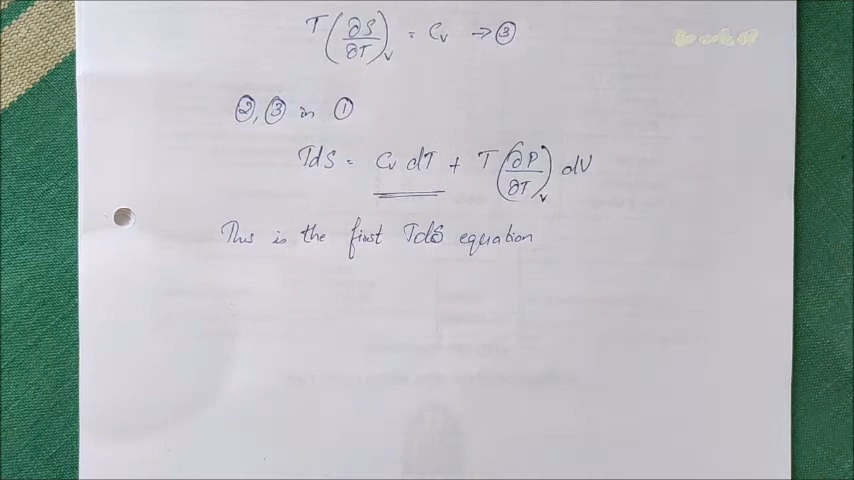 T(∂S/∂T)_V = C_V → ③
②, ③ in ①
TdS = C_V dT + T(∂P/∂T)_V dV
This is the first TdS equation